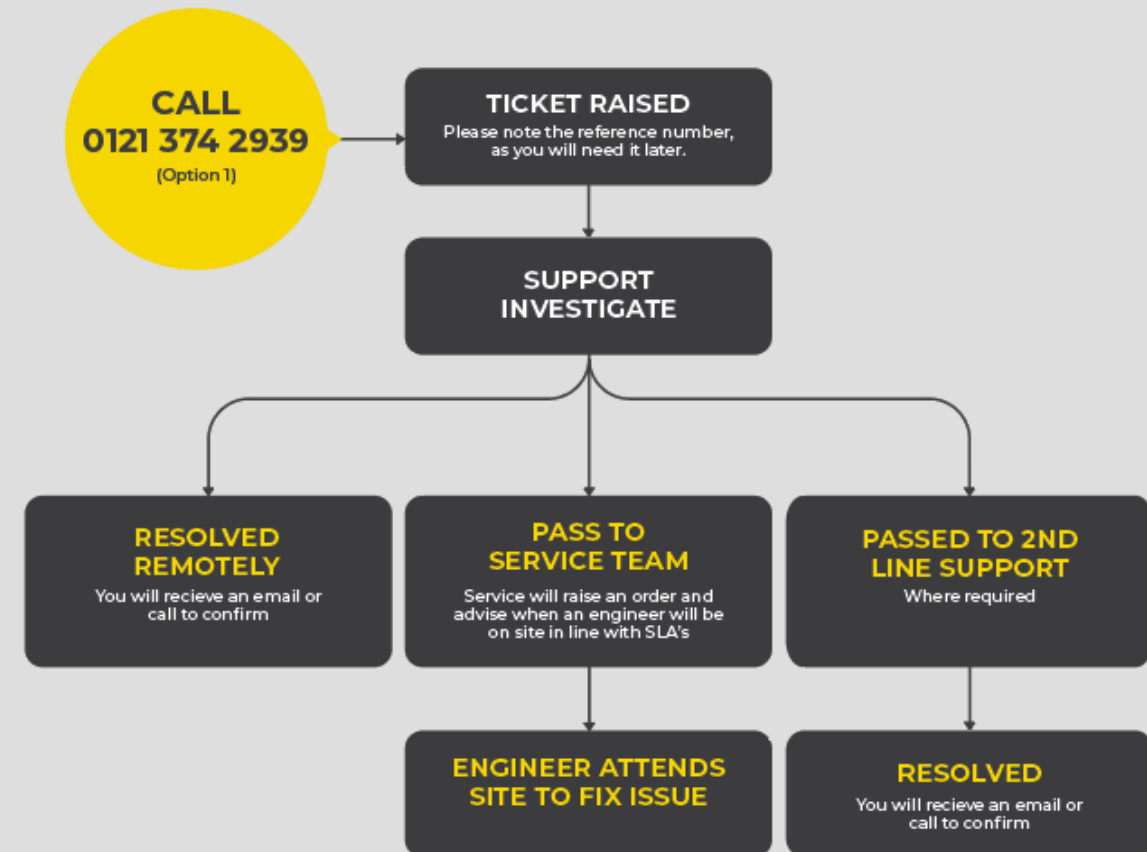 CALL
0121 374 2939
(Option 1)
TICKET RAISED
Please note the reference number,
as you will need it later.
SUPPORT
INVESTIGATE
RESOLVED
REMOTELY
You will recieve an email or
call to confirm
PASS TO
SERVICE TEAM
Service will raise an order and
advise when an engineer will be
on site in line with SLA's
PASSED TO 2ND
LINE SUPPORT
Where required
ENGINEER ATTENDS
SITE TO FIX ISSUE
RESOLVED
You will recieve an email or
call to confirm